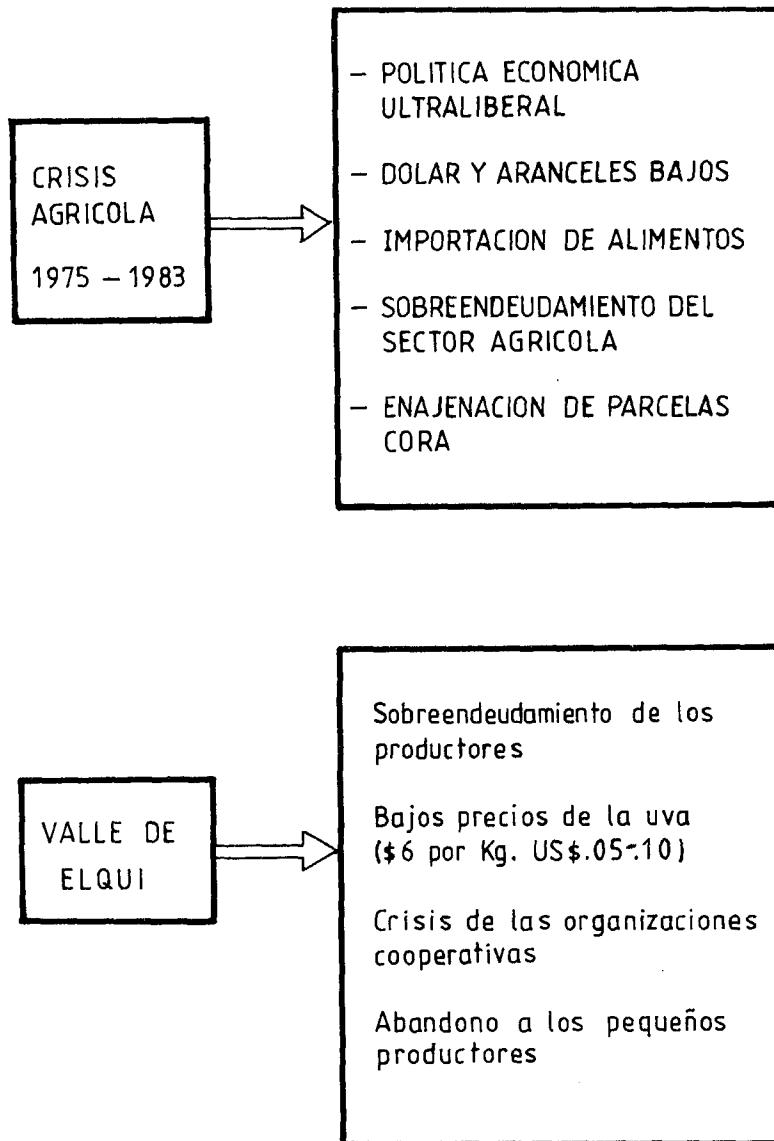 CRISIS
AGRICOLA
1975 – 1983
– POLITICA ECONOMICA
ULTRALIBERAL
– DOLAR Y ARANCELES BAJOS
– IMPORTACION DE ALIMENTOS
– SOBREENDEUDAMIENTO DEL
SECTOR AGRICOLA
– ENAJENACION DE PARCELAS
CORA
VALLE DE
ELQUI
Sobreendeudamiento de los
productores
Bajos precios de la uva
($6 por Kg. US$.05-.10)
Crisis de las organizaciones
cooperativas
Abandono a los pequeños
productores